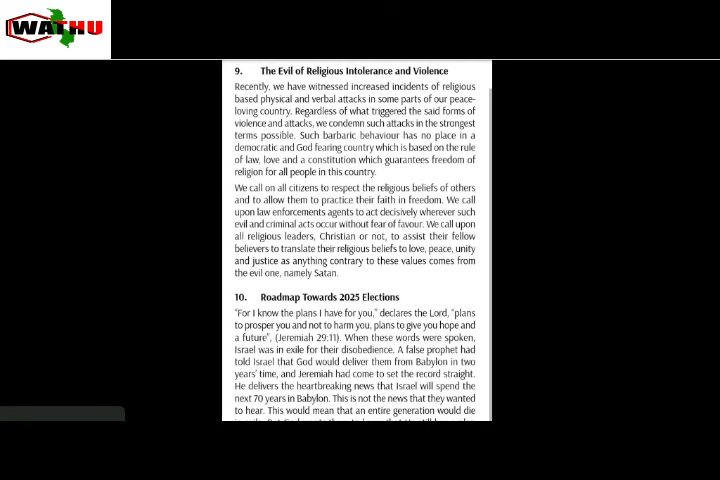 WATHU
9. The Evil of Religious Intolerance and Violence
Recently, we have witnessed increased incidents of religious
based physical and verbal attacks in some parts of our peace-
loving country. Regardless of what triggered the said forms of
violence and attacks, we condemn such attacks in the strongest
terms possible. Such barbaric behaviour has no place in a
democratic and God fearing country which is based on the rule
of law, love and a constitution which guarantees freedom of
religion for all people in this country.
We call on all citizens to respect the religious beliefs of others
and to allow them to practice their faith in freedom. We call
upon law enforcements agents to act decisively wherever such
evil and criminal acts occur without fear of favour. We call upon
all religious leaders, Christian or not, to assist their fellow
believers to translate their religious beliefs to love, peace, unity
and justice as anything contrary to these values comes from
the evil one, namely Satan.
10. Roadmap Towards 2025 Elections
"For I know the plans I have for you," declares the Lord, "plans
to prosper you and not to harm you, plans to give you hope and
a future", (Jeremiah 29:11). When these words were spoken,
Israel was in exile for their disobedience. A false prophet had
told Israel that God would deliver them from Babylon in two
years' time, and Jeremiah had come to set the record straight.
He delivers the heartbreaking news that Israel will spend the
next 70 years in Babylon. This is not the news that they wanted
to hear. This would mean that an entire generation would die